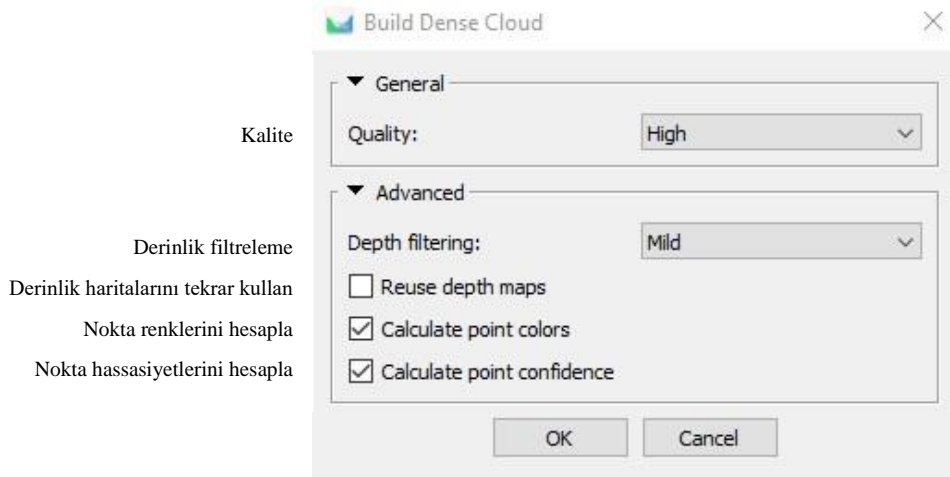 Build Dense Cloud
General
Kalite Quality: High
Advanced
Derinlik filtreleme Depth filtering: Mild
Derinlik haritalarını tekrar kullan Reuse depth maps
Nokta renklerini hesapla Calculate point colors
Nokta hassasiyetlerini hesapla Calculate point confidence
OK Cancel